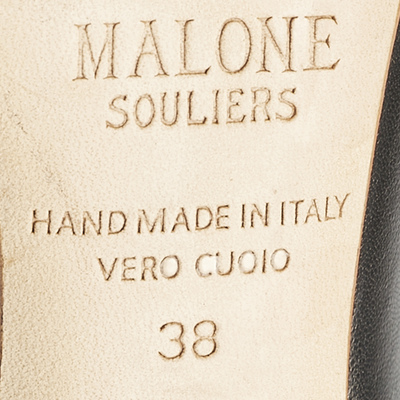 MALONE
SOULIERS
HAND MADE IN ITALY
VERO CUOIO
38